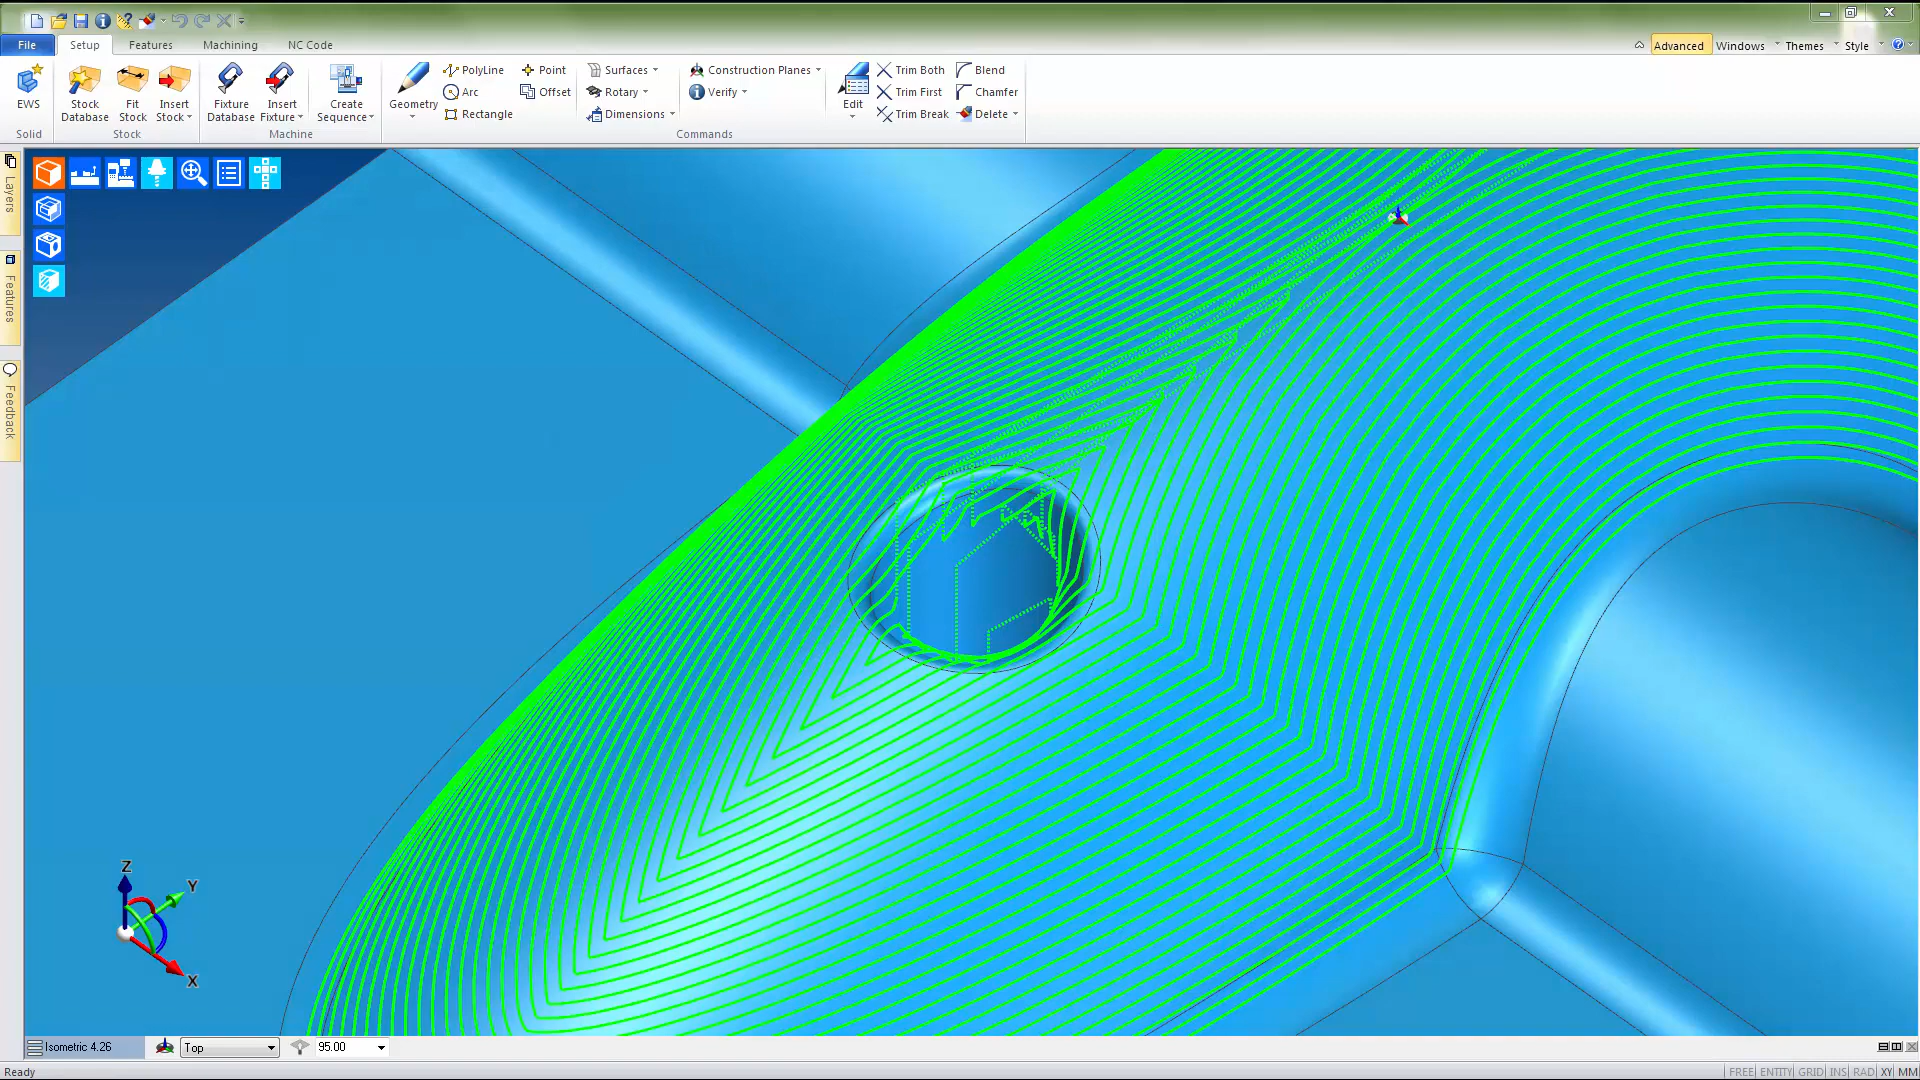 File Setup Features Machining NC Code Advanced Windows Themes Style
PolyLine Point Surfaces Construction Planes Trim Both Blend
Arc Offset Rotary Verify Trim First Chamfer
EWS Stock Database Fit Stock Insert Stock Fixture Database Insert Fixture Create Sequence Geometry Rectangle Dimensions Edit Trim Break Delete
Solid Stock Machine Commands
Layers
Features
Feedback
Z
Y
X
Isometric 4.26 Top 95.00
Ready FREE ENTITY GRID INS RAD XY MM